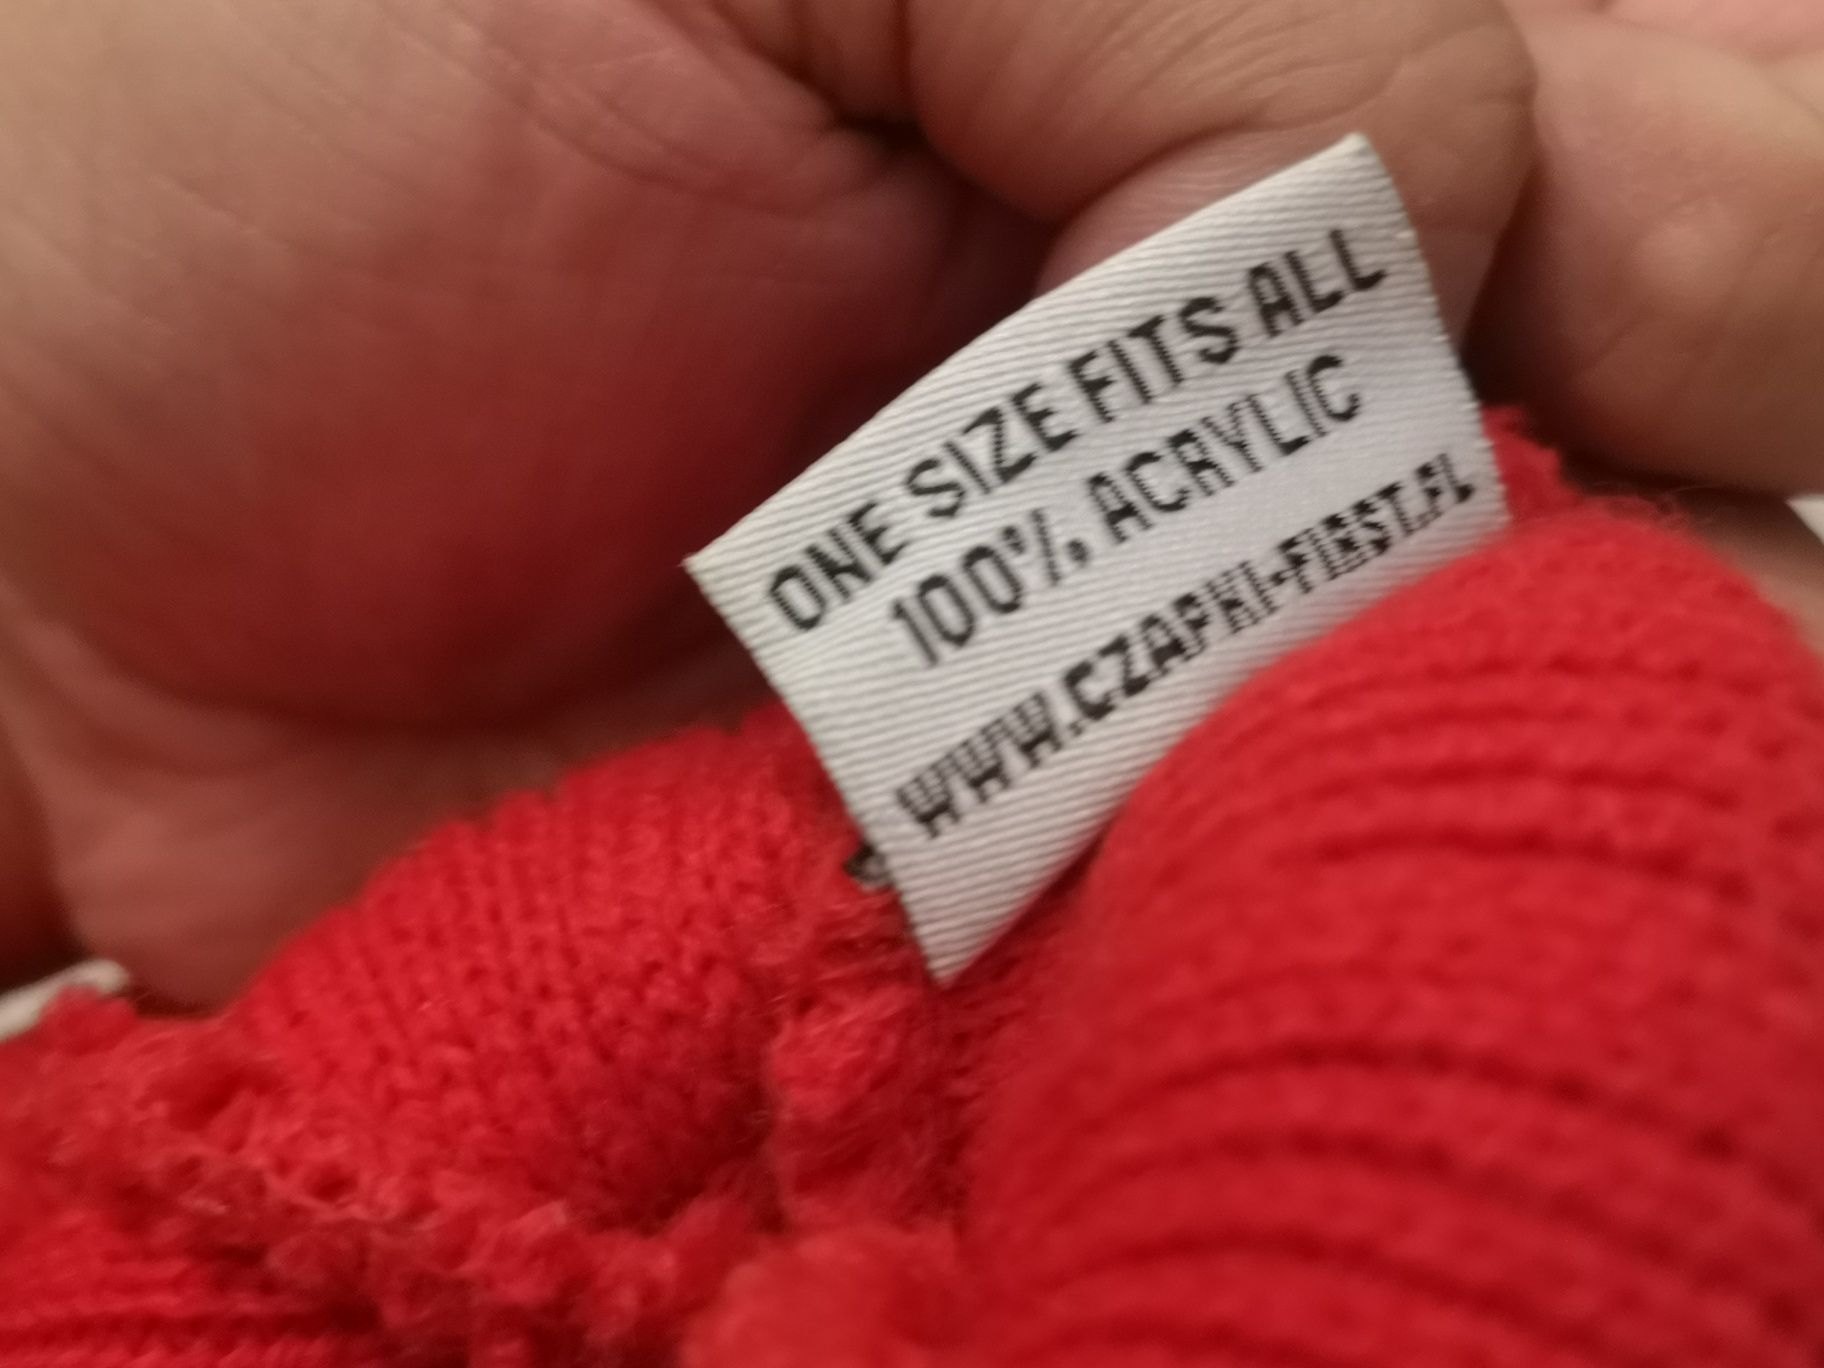 ONE SIZE FITS ALL
100% ACRYLIC
WWW.CZAPKI-FIRST.PL